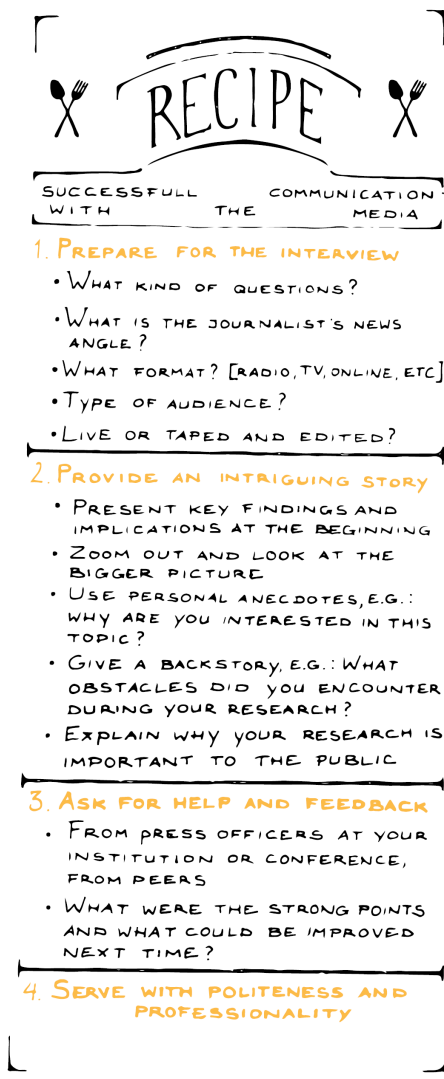 RECIPE
SUCCESSFULL COMMUNICATION
WITH THE MEDIA
1. PREPARE FOR THE INTERVIEW
• WHAT KIND OF QUESTIONS?
• WHAT IS THE JOURNALIST'S NEWS
ANGLE?
• WHAT FORMAT? [RADIO, TV, ONLINE, ETC]
• TYPE OF AUDIENCE?
• LIVE OR TAPED AND EDITED?
2. PROVIDE AN INTRIGUING STORY
• PRESENT KEY FINDINGS AND
IMPLICATIONS AT THE BEGINNING
• ZOOM OUT AND LOOK AT THE
BIGGER PICTURE
• USE PERSONAL ANECDOTES, E.G.:
WHY ARE YOU INTERESTED IN THIS
TOPIC?
• GIVE A BACKSTORY, E.G.: WHAT
OBSTACLES DID YOU ENCOUNTER
DURING YOUR RESEARCH?
• EXPLAIN WHY YOUR RESEARCH IS
IMPORTANT TO THE PUBLIC
3. ASK FOR HELP AND FEEDBACK
• FROM PRESS OFFICERS AT YOUR
INSTITUTION OR CONFERENCE,
FROM PEERS
• WHAT WERE THE STRONG POINTS
AND WHAT COULD BE IMPROVED
NEXT TIME?
4. SERVE WITH POLITENESS AND
PROFESSIONALITY